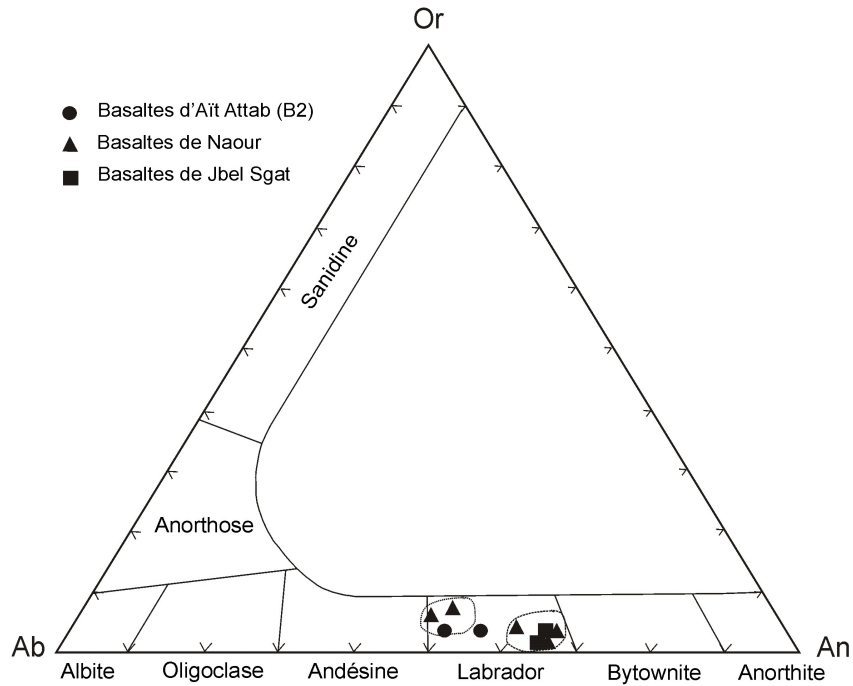 Or
Basaltes d'Aït Attab (B2)
Basaltes de Naour
Basaltes de Jbel Sgat
Sanidine
Anorthose
Ab
An
Albite
Oligoclase
Andésine
Labrador
Bytownite
Anorthite